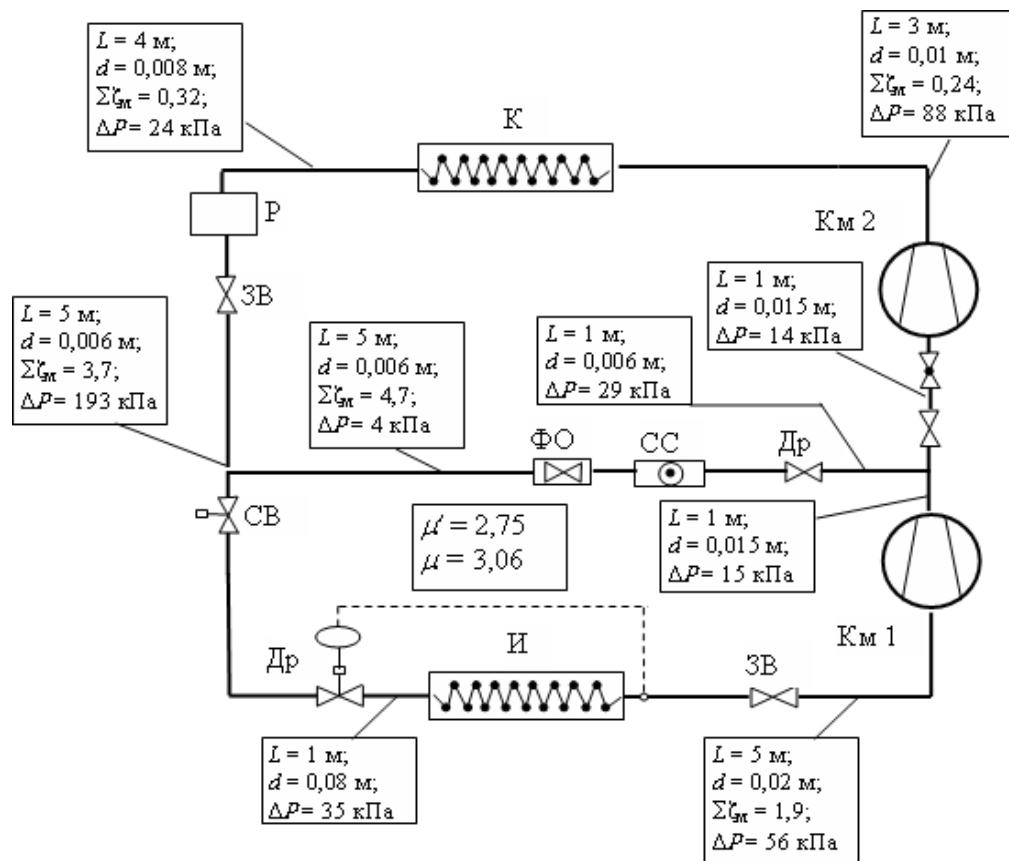 L = 4 м;
d = 0,008 м;
Σζм = 0,32;
ΔP = 24 кПа
L = 3 м;
d = 0,01 м;
Σζм = 0,24;
ΔP = 88 кПа
К
Р
Км 2
ЗВ
L = 1 м;
d = 0,015 м;
ΔP = 14 кПа
L = 5 м;
d = 0,006 м;
Σζм = 3,7;
ΔP = 193 кПа
L = 5 м;
d = 0,006 м;
Σζм = 4,7;
ΔP = 4 кПа
L = 1 м;
d = 0,006 м;
ΔP = 29 кПа
ФО
СС
Др
СВ
μ' = 2,75
μ = 3,06
L = 1 м;
d = 0,015 м;
ΔP = 15 кПа
Км 1
Др
И
ЗВ
L = 1 м;
d = 0,08 м;
ΔP = 35 кПа
L = 5 м;
d = 0,02 м;
Σζм = 1,9;
ΔP = 56 кПа